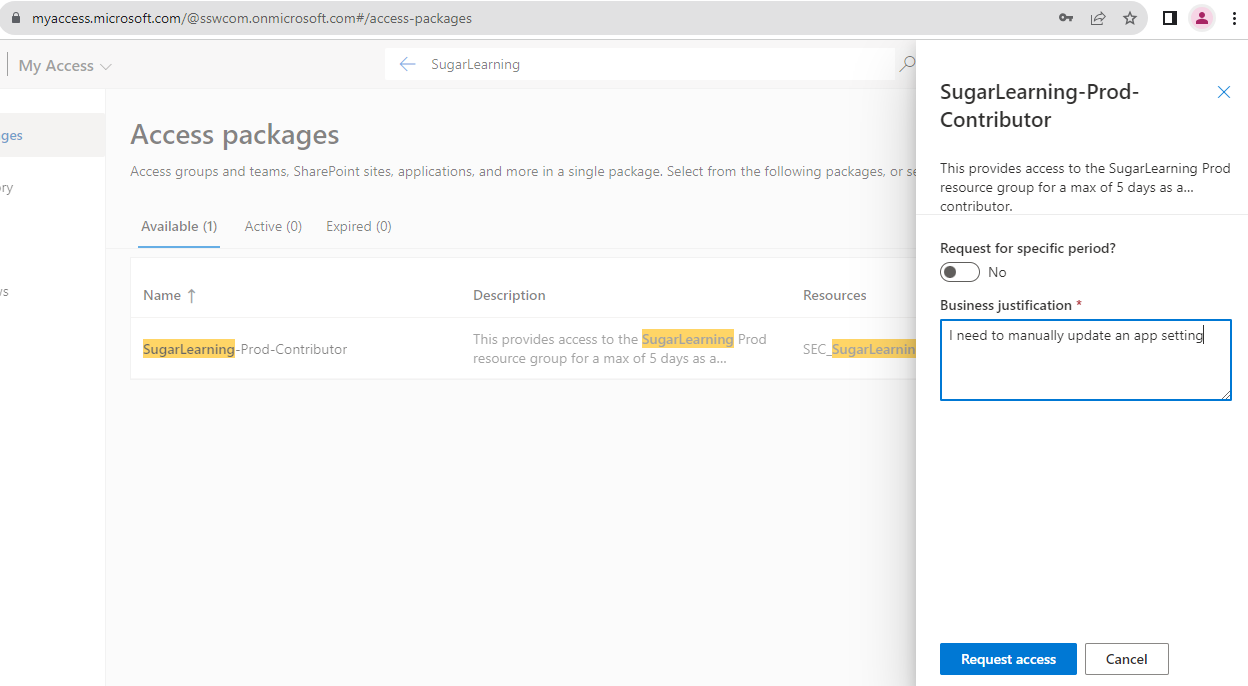 myaccess.microsoft.com/@sswcom.onmicrosoft.com#/access-packages
My Access
SugarLearning
ges
ory
vs
Access packages
Access groups and teams, SharePoint sites, applications, and more in a single package. Select from the following packages, or se
Available (1) Active (0) Expired (0)
Name ↑ Description Resources
SugarLearning-Prod-Contributor
This provides access to the SugarLearning Prod
resource group for a max of 5 days as a...
SEC_SugarLearnin
SugarLearning-Prod-
Contributor
This provides access to the SugarLearning Prod
resource group for a max of 5 days as a...
contributor.
Request for specific period?
No
Business justification *
I need to manually update an app setting
Request access Cancel